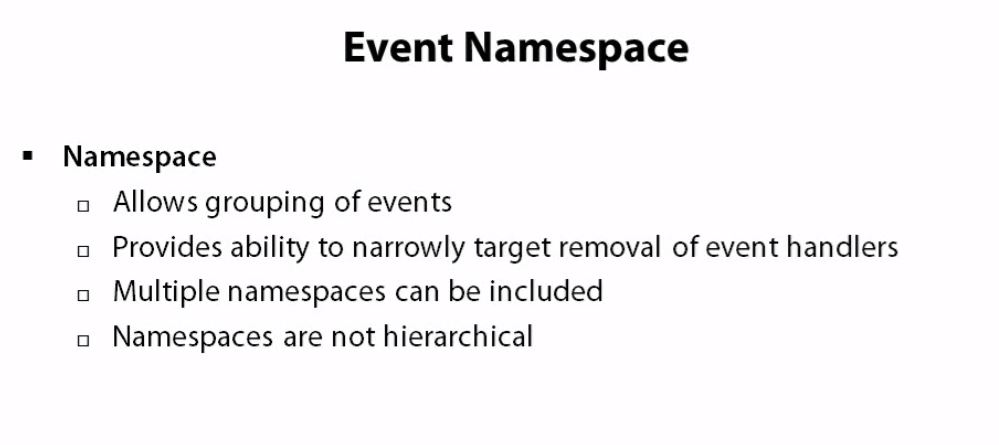 Event Namespace
▪ Namespace
▫ Allows grouping of events
▫ Provides ability to narrowly target removal of event handlers
▫ Multiple namespaces can be included
▫ Namespaces are not hierarchical